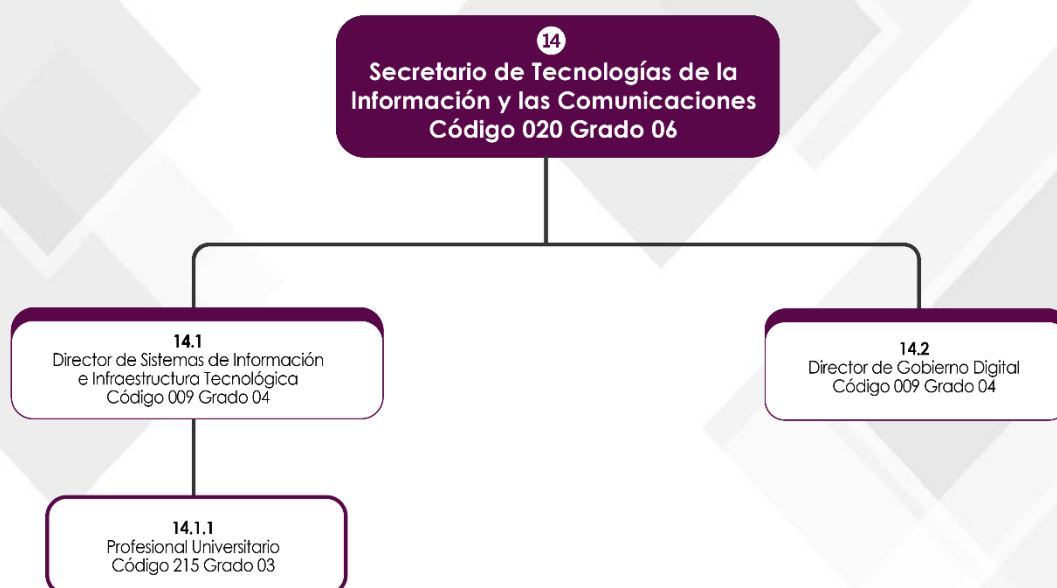 14
Secretario de Tecnologías de la
Información y las Comunicaciones
Código 020 Grado 06
14.1
Director de Sistemas de Información
e Infraestructura Tecnológica
Código 009 Grado 04
14.2
Director de Gobierno Digital
Código 009 Grado 04
14.1.1
Profesional Universitario
Código 215 Grado 03